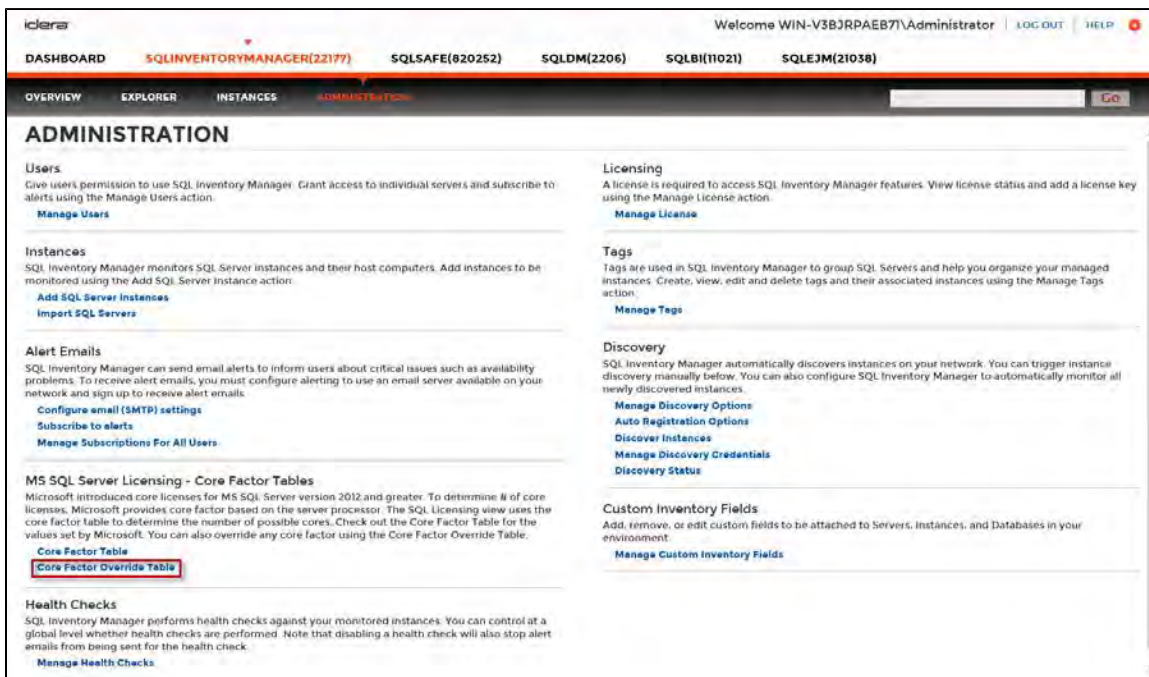 idera
Welcome WIN-V3BJRPAEB71\Administrator | LOG OUT | HELP
DASHBOARD SQLINVENTORYMANAGER(22177) SQLSAFE(820252) SQLDM(2206) SQLBI(11021) SQLEJM(21038)
OVERVIEW EXPLORER INSTANCES ADMINISTRATION Go
ADMINISTRATION
Users
Give users permission to use SQL Inventory Manager. Grant access to individual servers and subscribe to
alerts using the Manage Users action.
Manage Users
Instances
SQL Inventory Manager monitors SQL Server instances and their host computers. Add instances to be
monitored using the Add SQL Server Instance action.
Add SQL Server Instances
Import SQL Servers
Alert Emails
SQL Inventory Manager can send email alerts to inform users about critical issues such as availability
problems. To receive alert emails, you must configure alerting to use an email server available on your
network and sign up to receive alert emails.
Configure email (SMTP) settings
Subscribe to alerts
Manage Subscriptions For All Users
MS SQL Server Licensing - Core Factor Tables
Microsoft introduced core licenses for MS SQL Server version 2012 and greater. To determine # of core
licenses, Microsoft provides core factor based on the server processor. The SQL Licensing view uses the
core factor table to determine the number of possible cores. Check out the Core Factor Table for the
values set by Microsoft. You can also override any core factor using the Core Factor Override Table.
Core Factor Table
Core Factor Override Table
Health Checks
SQL Inventory Manager performs health checks against your monitored instances. You can control at a
global level whether health checks are performed. Note that disabling a health check will also stop alert
emails from being sent for the health check.
Manage Health Checks
Licensing
A license is required to access SQL Inventory Manager features. View license status and add a license key
using the Manage License action.
Manage License
Tags
Tags are used in SQL Inventory Manager to group SQL Servers and help you organize your managed
instances. Create, view, edit and delete tags and their associated instances using the Manage Tags
action.
Manage Tags
Discovery
SQL Inventory Manager automatically discovers instances on your network. You can trigger instance
discovery manually below. You can also configure SQL Inventory Manager to automatically monitor all
newly discovered instances.
Manage Discovery Options
Auto Registration Options
Discover Instances
Manage Discovery Credentials
Discovery Status
Custom Inventory Fields
Add, remove, or edit custom fields to be attached to Servers, Instances, and Databases in your
environment.
Manage Custom Inventory Fields